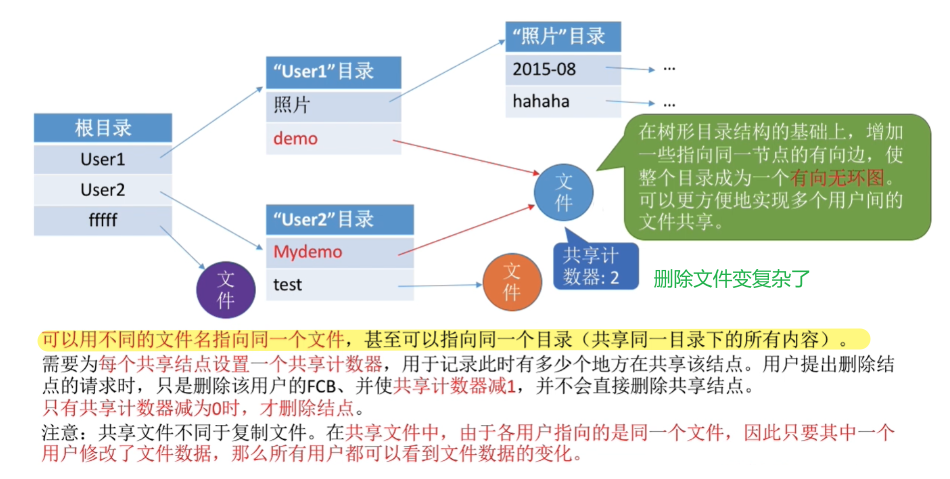 “照片”目录
2015-08
...
hahaha
...
“User1”目录
照片
demo
根目录
User1
User2
fffff
“User2”目录
Mydemo
test
文件
文件
文件
共享计
数器: 2
在树形目录结构的基础上，增加
一些指向同一节点的有向边，使
整个目录成为一个有向无环图。
可以更方便地实现多个用户间的
文件共享。
删除文件变复杂了
可以用不同的文件名指向同一个文件，甚至可以指向同一个目录（共享同一目录下的所有内容）。
需要为每个共享结点设置一个共享计数器，用于记录此时有多少个地方在共享该结点。用户提出删除结
点的请求时，只是删除该用户的FCB、并使共享计数器减1，并不会直接删除共享结点。
只有共享计数器减为0时，才删除结点。
注意：共享文件不同于复制文件。在共享文件中，由于各用户指向的是同一个文件，因此只要其中一个
用户修改了文件数据，那么所有用户都可以看到文件数据的变化。